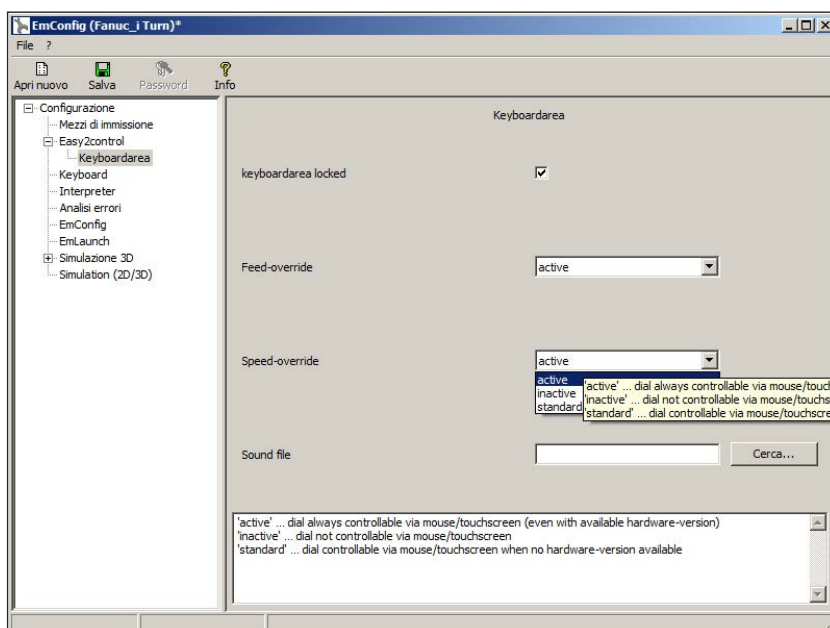 EmConfig (Fanuc_i Turn)*
File ?
Apri nuovo Salva Password Info
Configurazione
Mezzi di immissione
Easy2control
Keyboardarea
Keyboard
Interpreter
Analisi errori
EmConfig
EmLaunch
Simulazione 3D
Simulation (2D/3D)
Keyboardarea
keyboardarea locked
Feed-override active
Speed-override active
active
inactive
standard
'active' ... dial always controllable via mouse/touch
'inactive' ... dial not controllable via mouse/touchs
'standard' ... dial controllable via mouse/touchscre
Sound file Cerca...
'active' ... dial always controllable via mouse/touchscreen (even with available hardware-version)
'inactive' ... dial not controllable via mouse/touchscreen
'standard' ... dial controllable via mouse/touchscreen when no hardware-version available